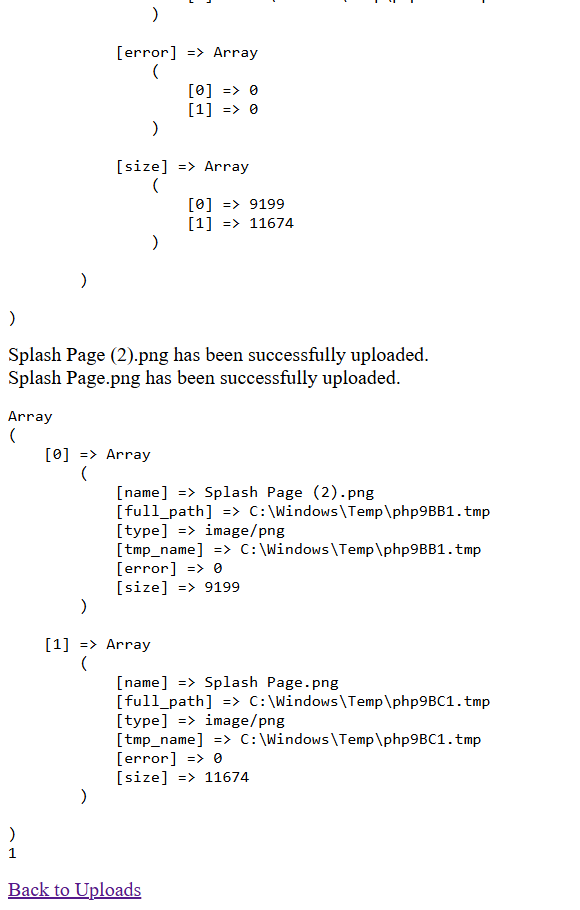 )
[error] => Array
(
[0] => 0
[1] => 0
)
[size] => Array
(
[0] => 9199
[1] => 11674
)
)
)
Splash Page (2).png has been successfully uploaded.
Splash Page.png has been successfully uploaded.
Array
(
[0] => Array
(
[name] => Splash Page (2).png
[full_path] => C:\Windows\Temp\php9BB1.tmp
[type] => image/png
[tmp_name] => C:\Windows\Temp\php9BB1.tmp
[error] => 0
[size] => 9199
)
[1] => Array
(
[name] => Splash Page.png
[full_path] => C:\Windows\Temp\php9BC1.tmp
[type] => image/png
[tmp_name] => C:\Windows\Temp\php9BC1.tmp
[error] => 0
[size] => 11674
)
)
1
Back to Uploads